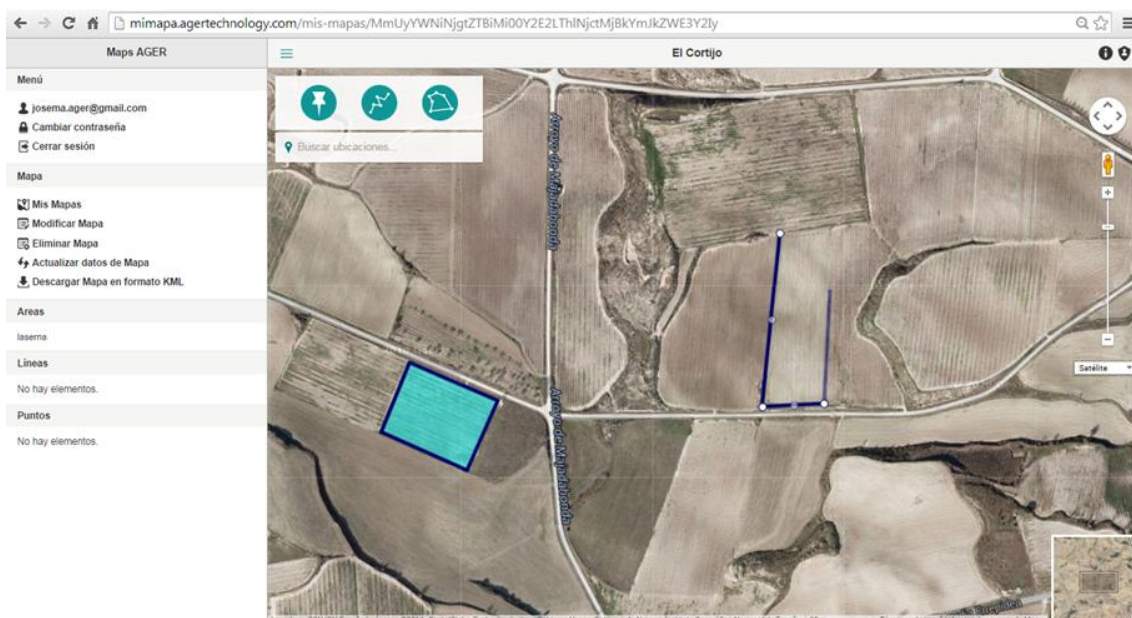 mimapa.agertechnology.com/mis-mapas/MmUyYWNiNjgtZTBiMi00Y2E2LThlNjctMjBkYmJkZWE3Y2Iy
Maps AGER
El Cortijo
Menú
josema.ager@gmail.com
Cambiar contraseña
Cerrar sesión
Mapa
Mis Mapas
Modificar Mapa
Eliminar Mapa
Actualizar datos de Mapa
Descargar Mapa en formato KML
Areas
laserna
Líneas
No hay elementos.
Puntos
No hay elementos.
Buscar ubicaciones...
Arroyo de Majadahonda
Arroyo de Majadahonda
Satélite